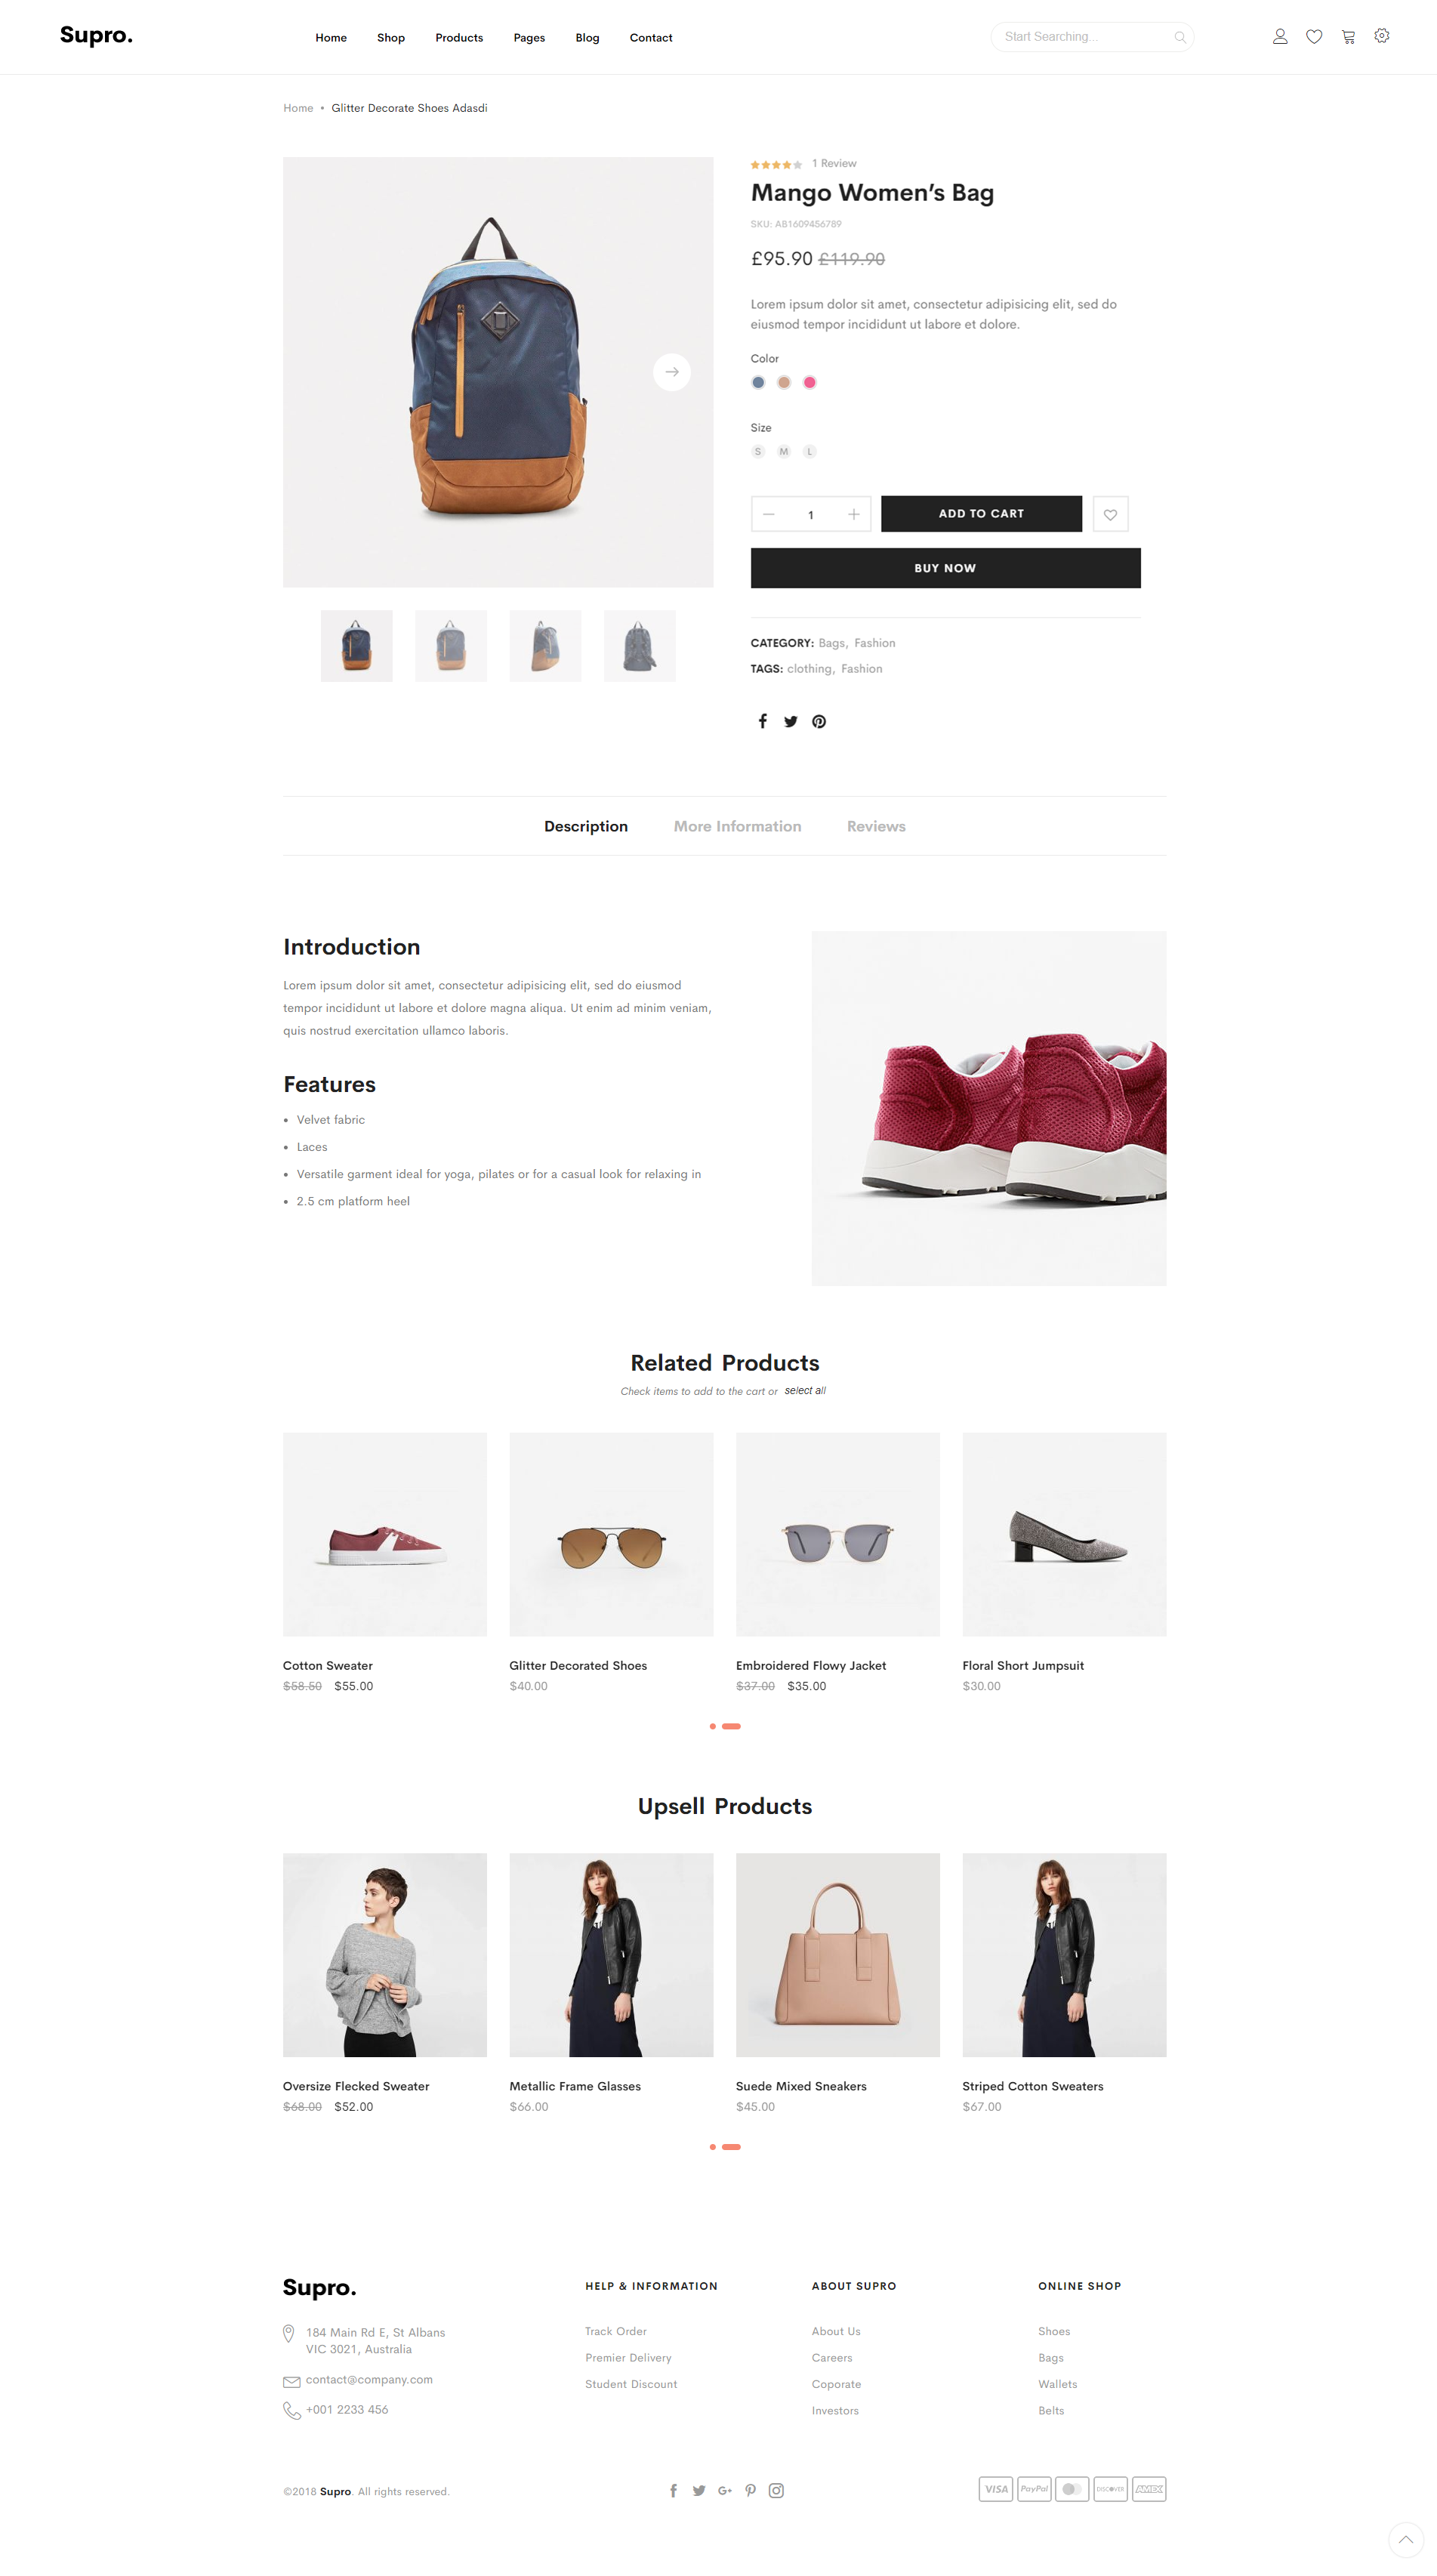 Supro.
Home
Shop
Products
Pages
Blog
Contact
Start Searching...
Home • Glitter Decorate Shoes Adasdi
1 Review
Mango Women's Bag
SKU: AB1609456789
£95.90 £119.90
Lorem ipsum dolor sit amet, consectetur adipisicing elit, sed do
eiusmod tempor incididunt ut labore et dolore.
Color
Size
S M L
1
ADD TO CART
BUY NOW
CATEGORY: Bags, Fashion
TAGS: clothing, Fashion
Description
More Information
Reviews
Introduction
Lorem ipsum dolor sit amet, consectetur adipisicing elit, sed do eiusmod
tempor incididunt ut labore et dolore magna aliqua. Ut enim ad minim veniam,
quis nostrud exercitation ullamco laboris.
Features
• Velvet fabric
• Laces
• Versatile garment ideal for yoga, pilates or for a casual look for relaxing in
• 2.5 cm platform heel
Related Products
Check items to add to the cart or select all
Cotton Sweater
$58.50 $55.00
Glitter Decorated Shoes
$40.00
Embroidered Flowy Jacket
$37.00 $35.00
Floral Short Jumpsuit
$30.00
Upsell Products
Oversize Flecked Sweater
$68.00 $52.00
Metallic Frame Glasses
$66.00
Suede Mixed Sneakers
$45.00
Striped Cotton Sweaters
$67.00
Supro.
184 Main Rd E, St Albans
VIC 3021, Australia
contact@company.com
+001 2233 456
HELP & INFORMATION
Track Order
Premier Delivery
Student Discount
ABOUT SUPRO
About Us
Careers
Coporate
Investors
ONLINE SHOP
Shoes
Bags
Wallets
Belts
©2018 Supro. All rights reserved.
VISA
PayPal
DISCOVER
AMEX